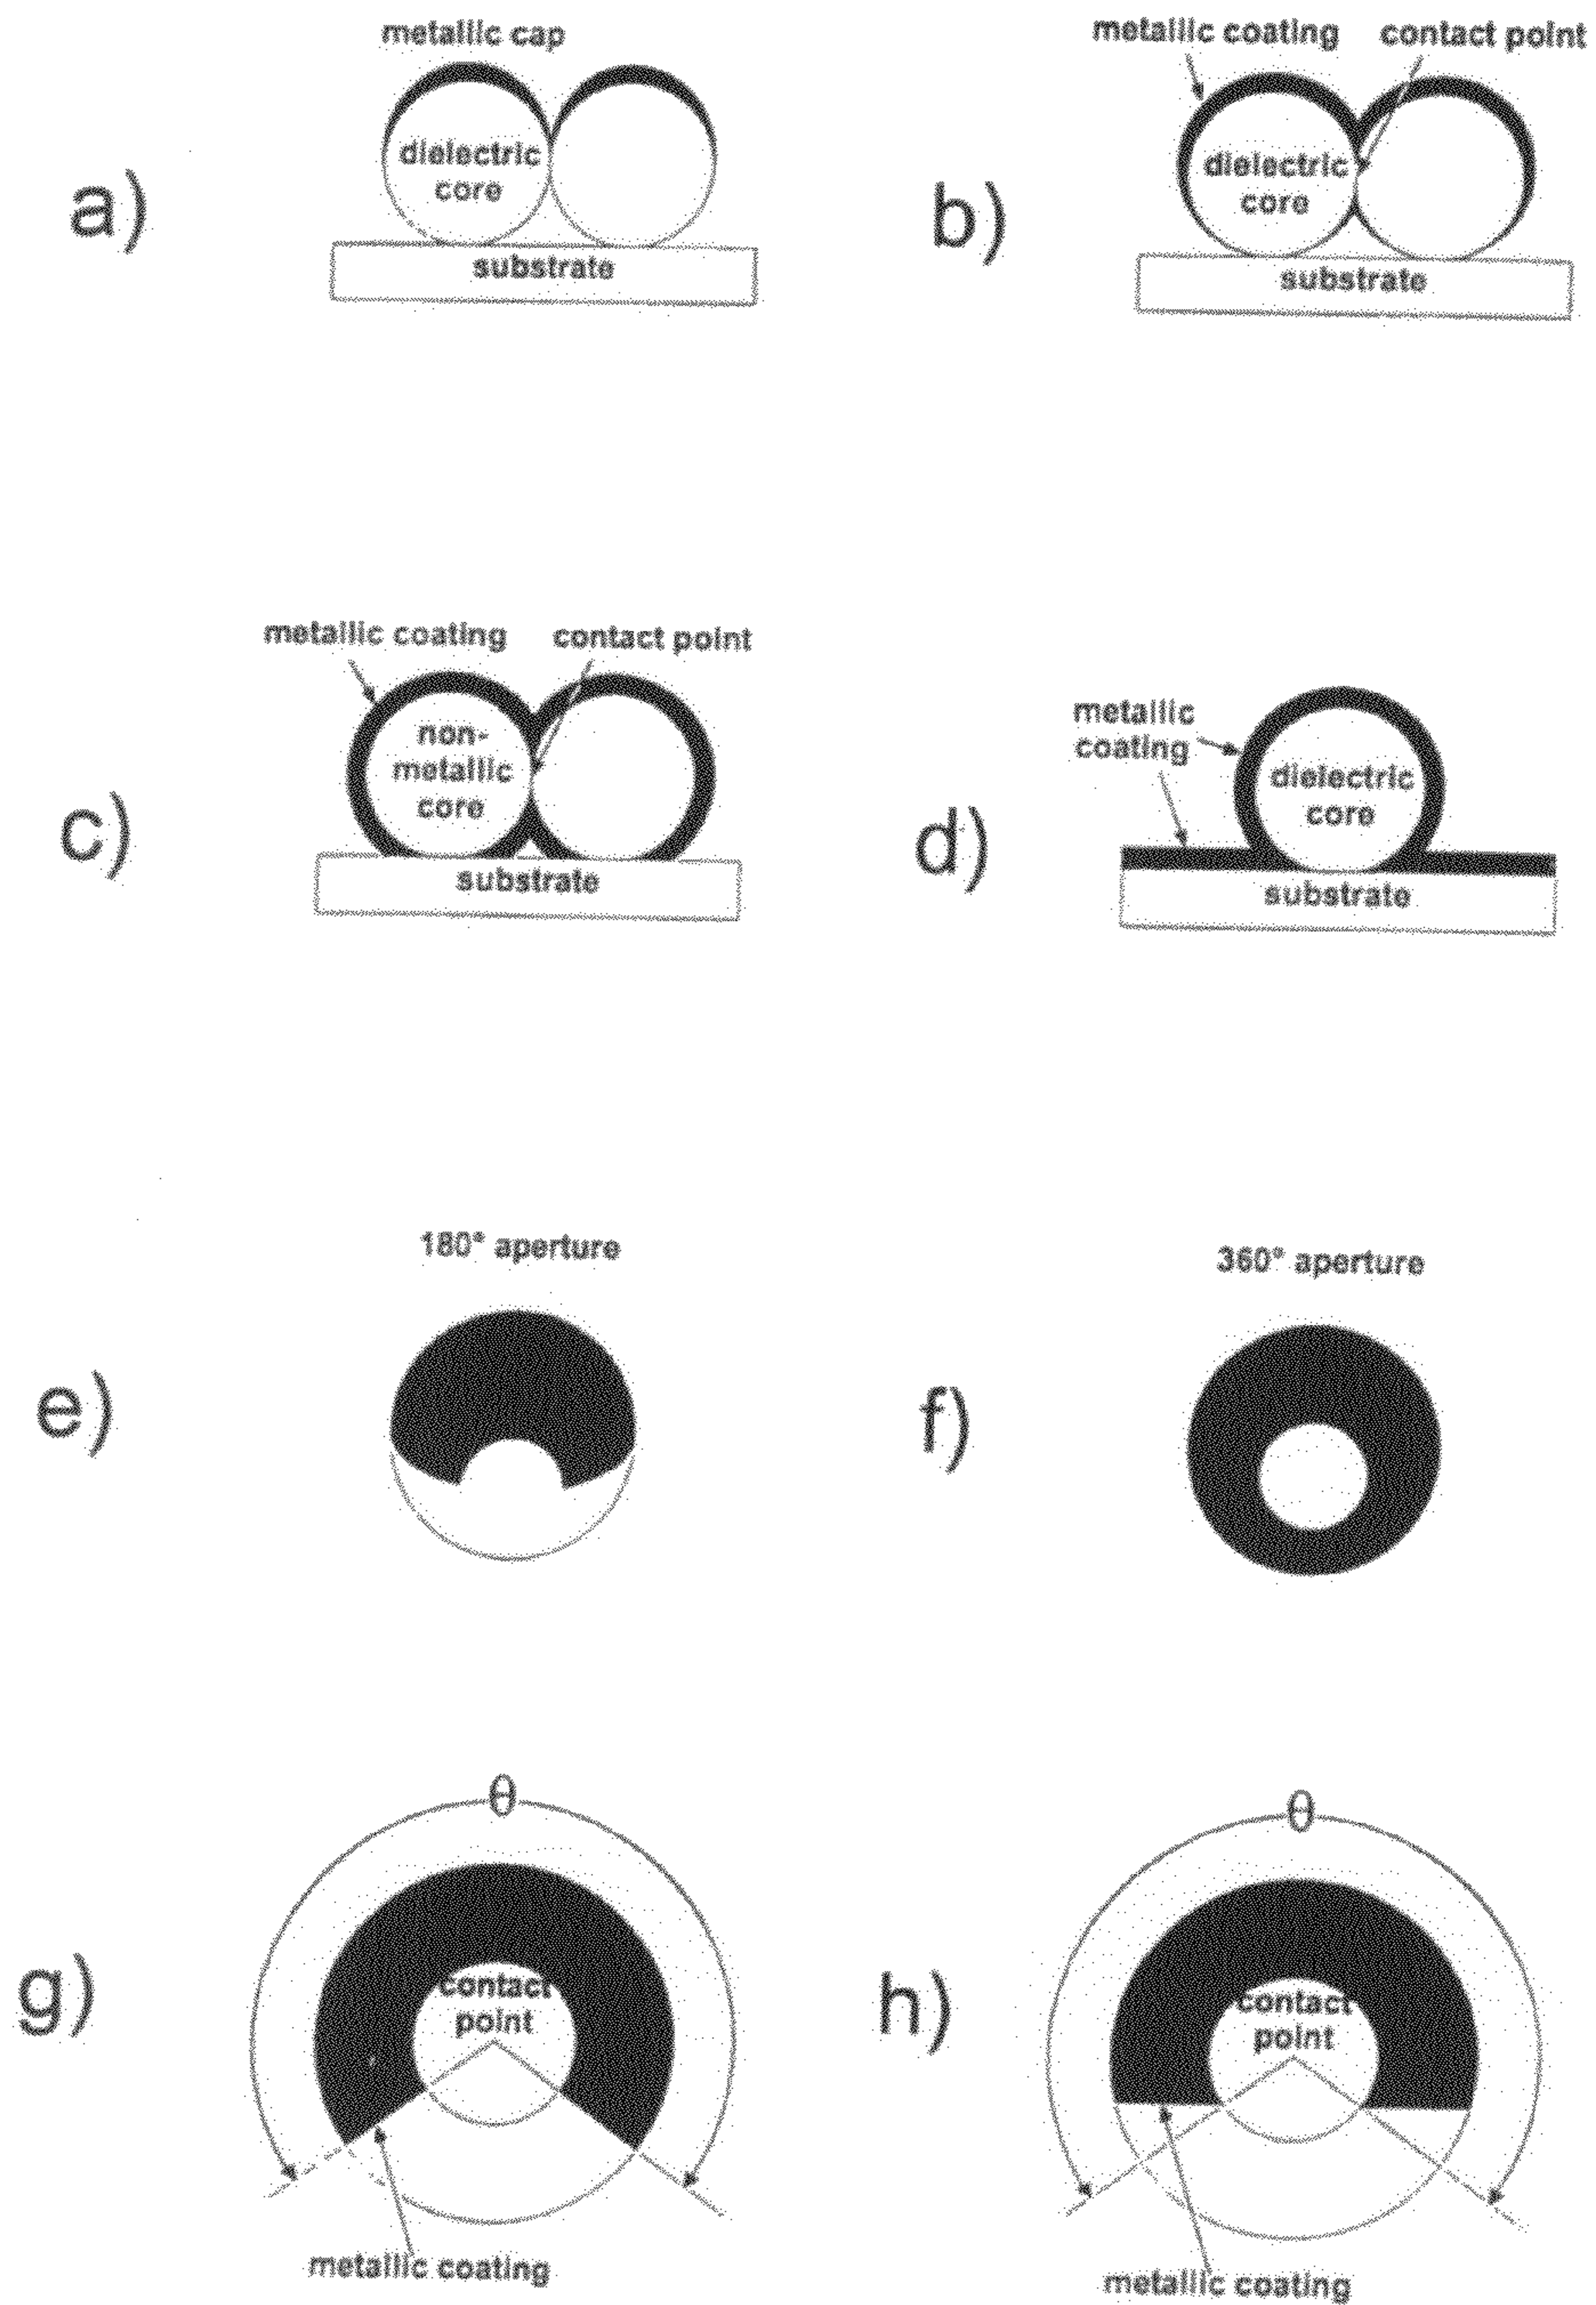 metallic cap
dielectric
core
a)
substrate
metallic coating contact point
dielectric
core
b)
substrate
metallic coating contact point
non-
metallic
core
c)
substrate
metallic
coating
dielectric
core
d)
substrate
180° aperture
e)
360° aperture
f)
θ
g)
contact
point
metallic coating
θ
h)
contact
point
metallic coating